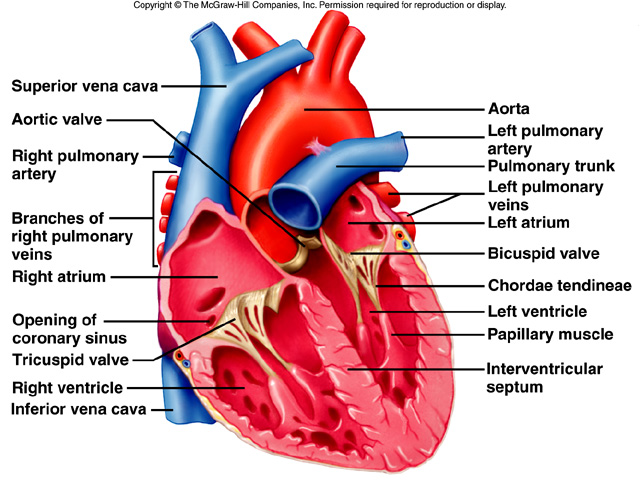 Copyright © The McGraw-Hill Companies, Inc. Permission required for reproduction or display.
Superior vena cava
Aortic valve
Right pulmonary
artery
Branches of
right pulmonary
veins
Right atrium
Opening of
coronary sinus
Tricuspid valve
Right ventricle
Inferior vena cava
Aorta
Left pulmonary
artery
Pulmonary trunk
Left pulmonary
veins
Left atrium
Bicuspid valve
Chordae tendineae
Left ventricle
Papillary muscle
Interventricular
septum